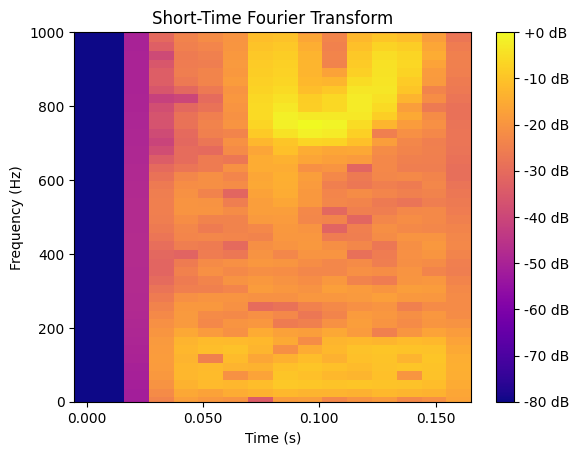 Short-Time Fourier Transform
1000
800
600
400
200
0
Frequency (Hz)
0.000
0.050
0.100
0.150
Time (s)
+0 dB
-10 dB
-20 dB
-30 dB
-40 dB
-50 dB
-60 dB
-70 dB
-80 dB